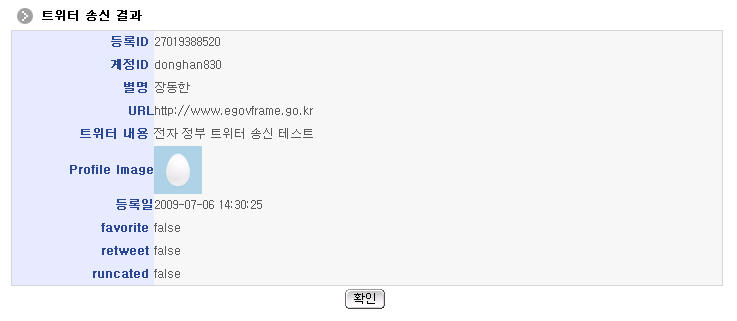 트위터 송신 결과
등록ID 27019388520
계정ID donghan830
별명 장동한
URL http://www.egovframe.go.kr
트위터 내용 전자 정부 트위터 송신 테스트
Profile Image
등록일 2009-07-06 14:30:25
favorite false
retweet false
runcated false
확인